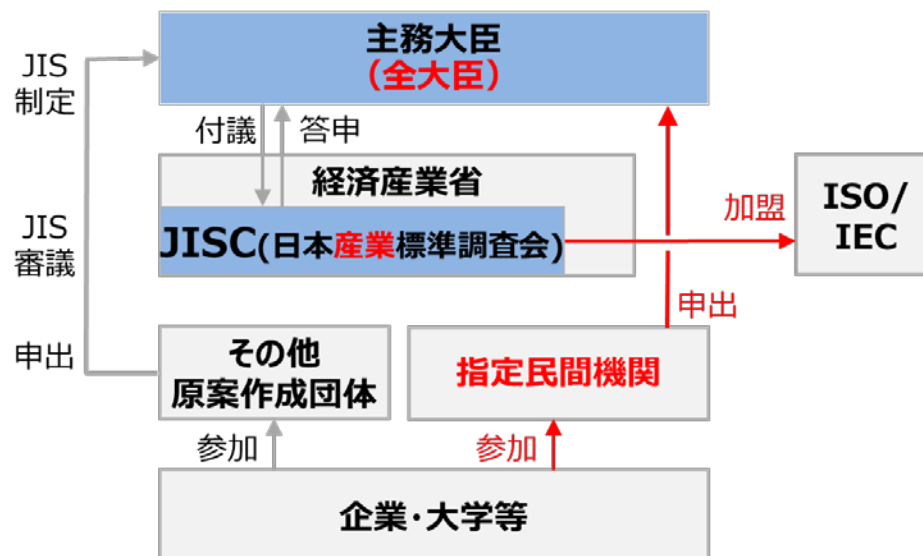 主務大臣
（全大臣）
JIS
制定
付議
答申
経済産業省
JISC(日本産業標準調査会)
加盟
ISO/
IEC
JIS
審議
申出
申出
その他
原案作成団体
指定民間機関
参加
参加
企業・大学等